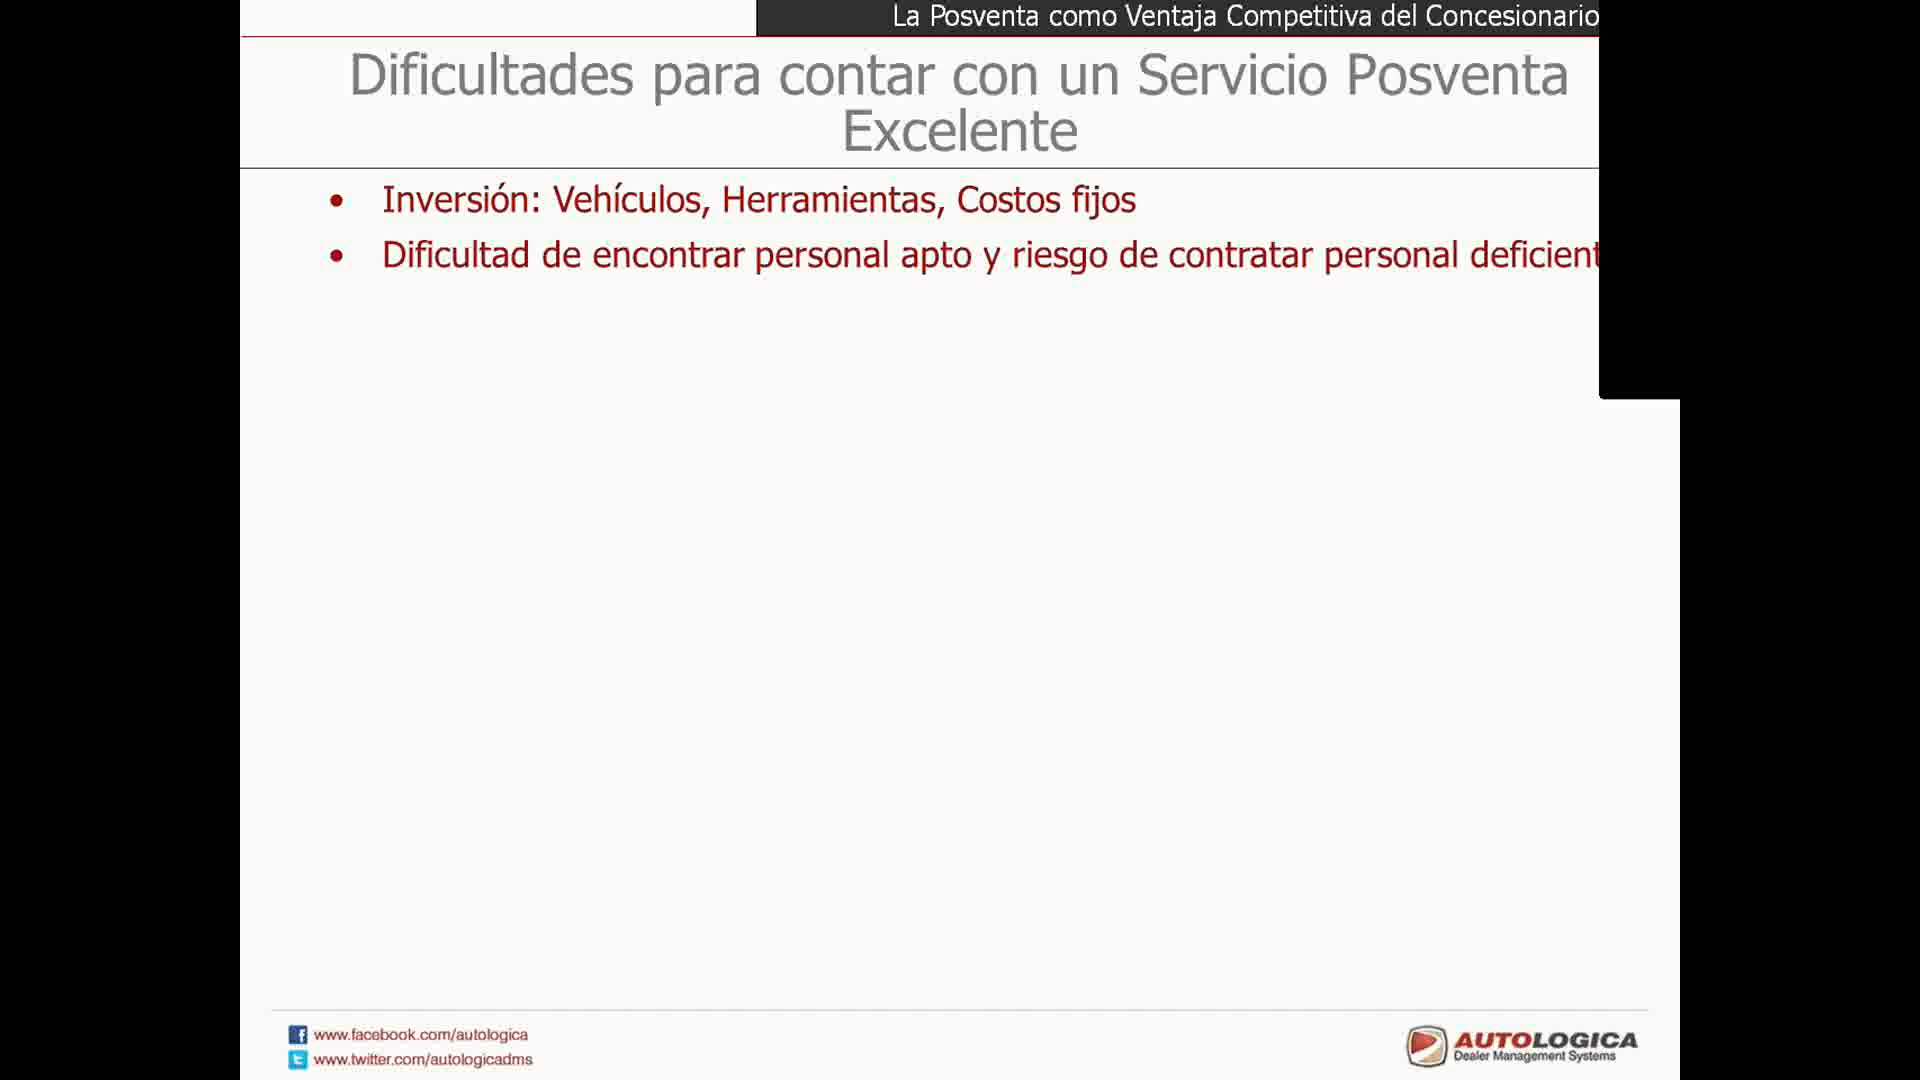 La Posventa como Ventaja Competitiva del Concesionario
Dificultades para contar con un Servicio Posventa
Excelente
• Inversión: Vehículos, Herramientas, Costos fijos
• Dificultad de encontrar personal apto y riesgo de contratar personal deficient
www.facebook.com/autologica
www.twitter.com/autologicadms
AUTOLOGICA
Dealer Management Systems